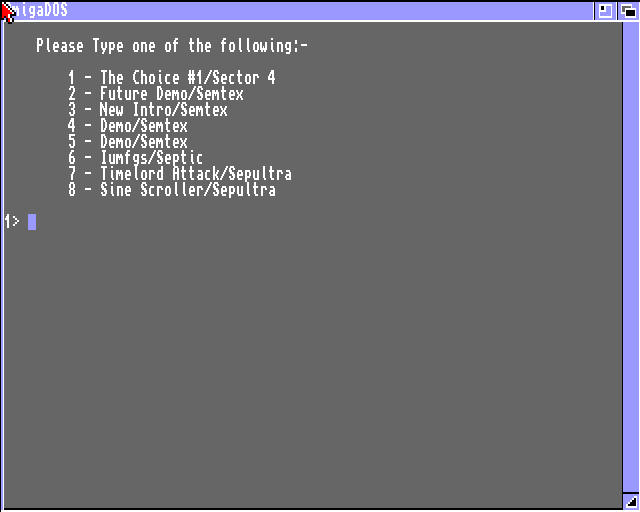 migaDOS
Please Type one of the following:-
1 - The Choice #1/Sector 4
2 - Future Demo/Semtex
3 - New Intro/Semtex
4 - Demo/Semtex
5 - Demo/Semtex
6 - Iumfgs/Septic
7 - Timelord Attack/Sepultra
8 - Sine Scroller/Sepultra
1>